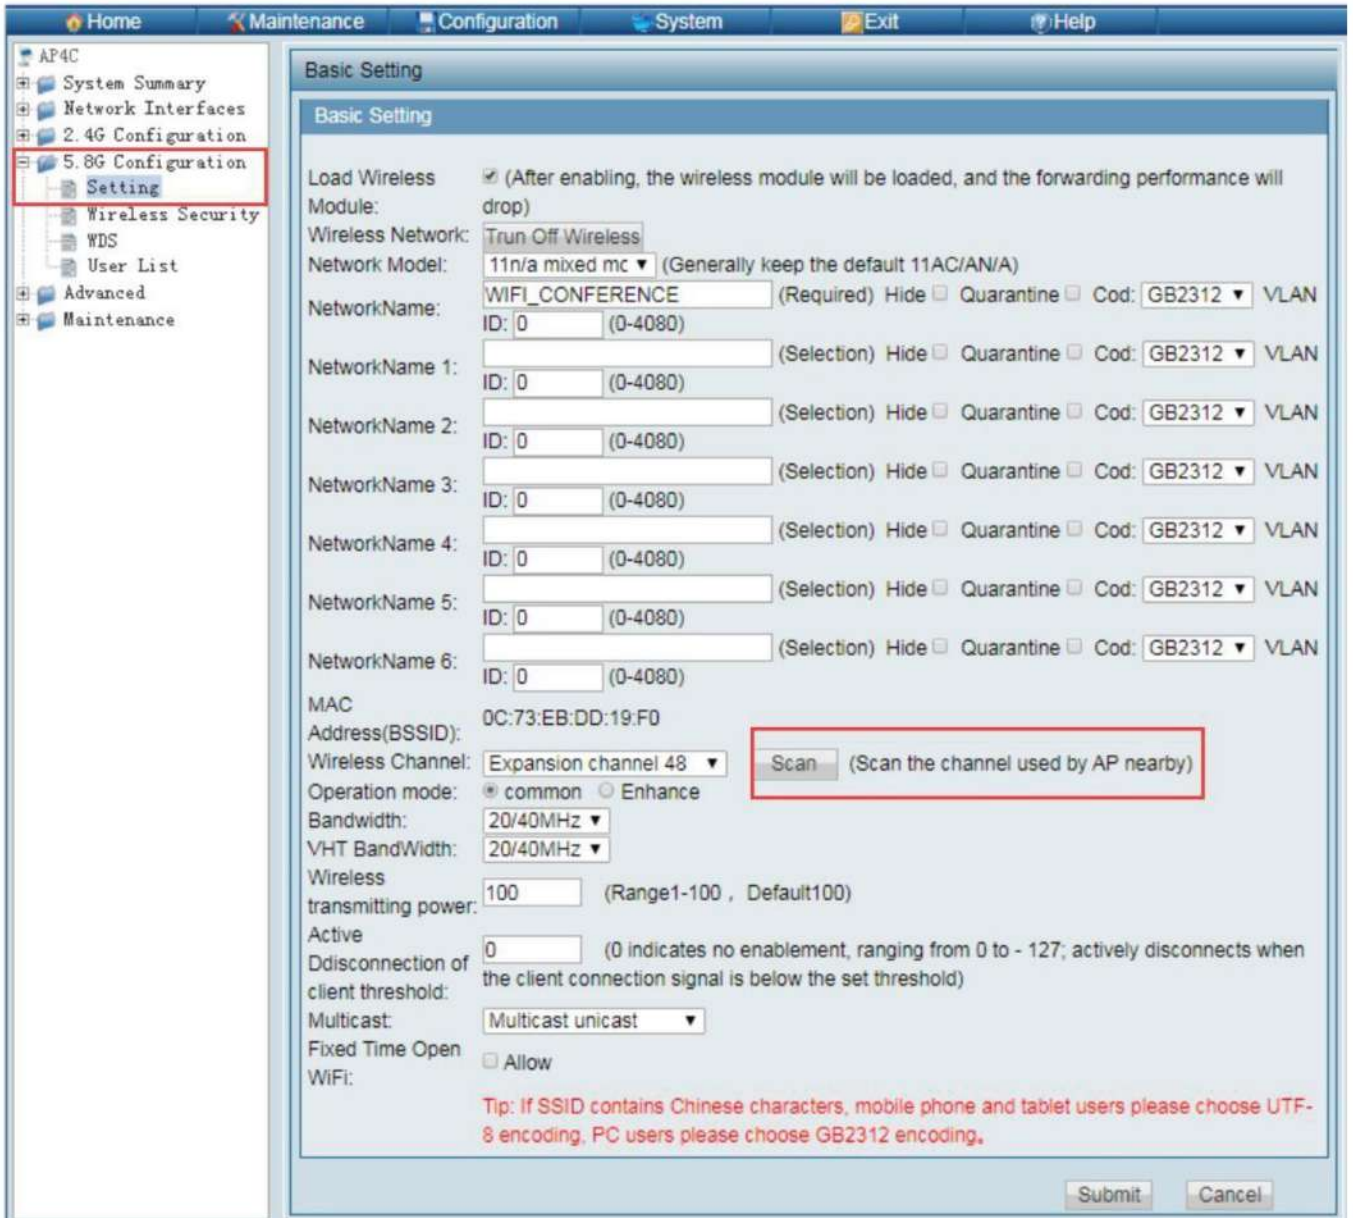 Home Maintenance Configuration System Exit Help
AP4C
System Summary
Network Interfaces
2.4G Configuration
5.8G Configuration
Setting
Wireless Security
WDS
User List
Advanced
Maintenance
Basic Setting
Basic Setting
Load Wireless Module: (After enabling, the wireless module will be loaded, and the forwarding performance will
drop)
Wireless Network: Trun Off Wireless
Network Model: 11n/a mixed mc (Generally keep the default 11AC/AN/A)
NetworkName: WIFI_CONFERENCE (Required) Hide Quarantine Cod: GB2312 VLAN
ID: 0 (0-4080)
NetworkName 1: (Selection) Hide Quarantine Cod: GB2312 VLAN
ID: 0 (0-4080)
NetworkName 2: (Selection) Hide Quarantine Cod: GB2312 VLAN
ID: 0 (0-4080)
NetworkName 3: (Selection) Hide Quarantine Cod: GB2312 VLAN
ID: 0 (0-4080)
NetworkName 4: (Selection) Hide Quarantine Cod: GB2312 VLAN
ID: 0 (0-4080)
NetworkName 5: (Selection) Hide Quarantine Cod: GB2312 VLAN
ID: 0 (0-4080)
NetworkName 6: (Selection) Hide Quarantine Cod: GB2312 VLAN
ID: 0 (0-4080)
MAC
Address(BSSID): 0C:73:EB:DD:19:F0
Wireless Channel: Expansion channel 48 Scan (Scan the channel used by AP nearby)
Operation mode: common Enhance
Bandwidth: 20/40MHz
VHT BandWidth: 20/40MHz
Wireless
transmitting power: 100 (Range1-100 , Default100)
Active
Ddisconnection of
client threshold: 0 (0 indicates no enablement, ranging from 0 to - 127; actively disconnects when
the client connection signal is below the set threshold)
Multicast: Multicast unicast
Fixed Time Open
WiFi: Allow
Tip: If SSID contains Chinese characters, mobile phone and tablet users please choose UTF-
8 encoding, PC users please choose GB2312 encoding。
Submit Cancel